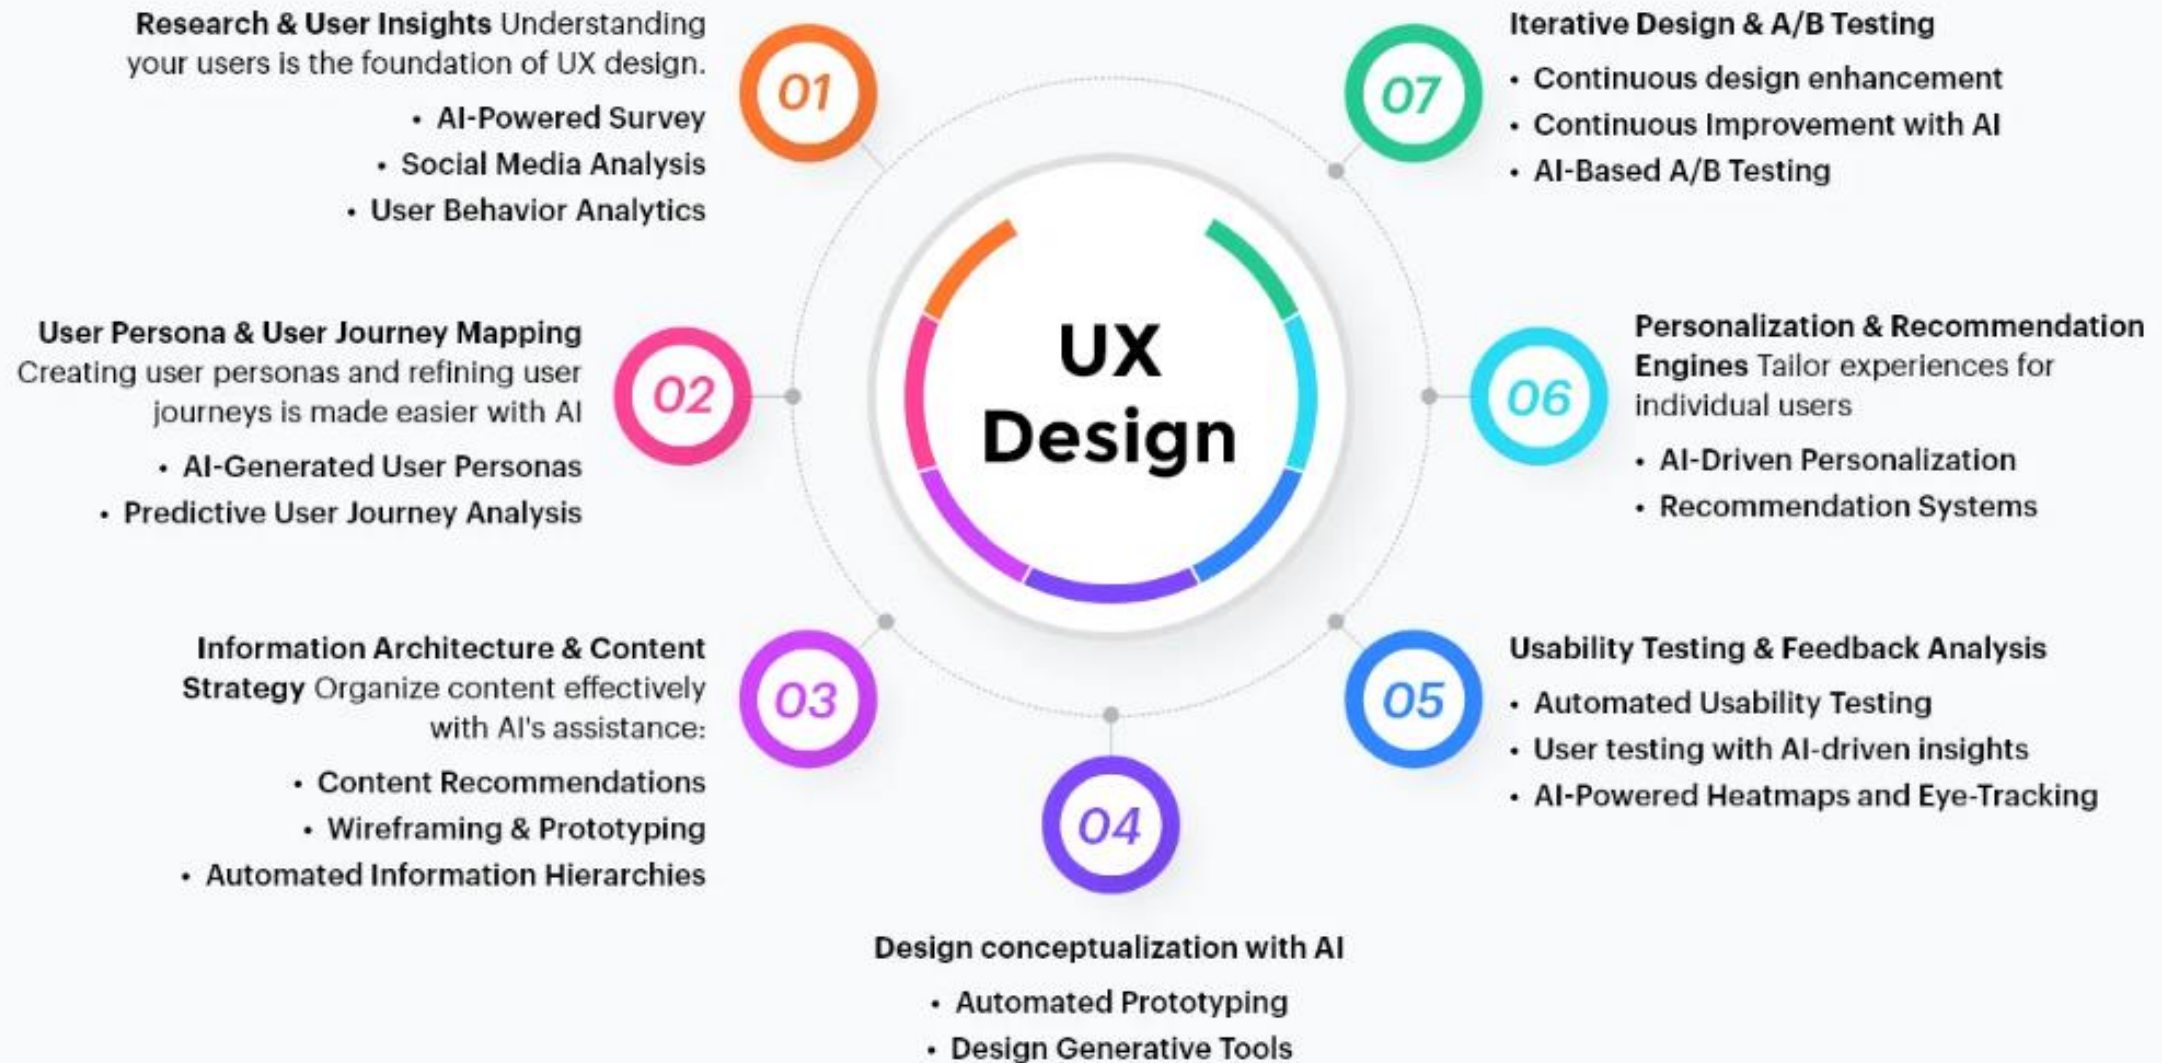 Research & User Insights Understanding
your users is the foundation of UX design.
• AI-Powered Survey
• Social Media Analysis
• User Behavior Analytics
01
User Persona & User Journey Mapping
Creating user personas and refining user
journeys is made easier with AI
• AI-Generated User Personas
• Predictive User Journey Analysis
02
Information Architecture & Content
Strategy Organize content effectively
with AI's assistance:
• Content Recommendations
• Wireframing & Prototyping
• Automated Information Hierarchies
03
UX
Design
04
Design conceptualization with AI
• Automated Prototyping
• Design Generative Tools
05
Usability Testing & Feedback Analysis
• Automated Usability Testing
• User testing with AI-driven insights
• AI-Powered Heatmaps and Eye-Tracking
06
Personalization & Recommendation
Engines Tailor experiences for
individual users
• AI-Driven Personalization
• Recommendation Systems
07
Iterative Design & A/B Testing
• Continuous design enhancement
• Continuous Improvement with AI
• AI-Based A/B Testing